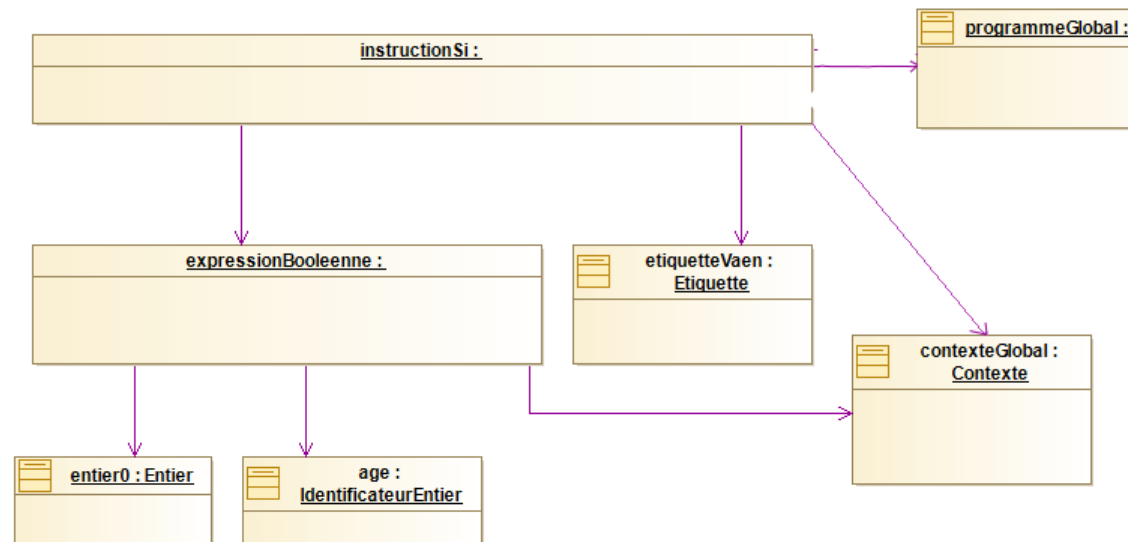 instructionSi :
programmeGlobal :
expressionBooleenne :
etiquetteVaen :
Etiquette
contexteGlobal :
Contexte
entier0 : Entier
age :
IdentificateurEntier